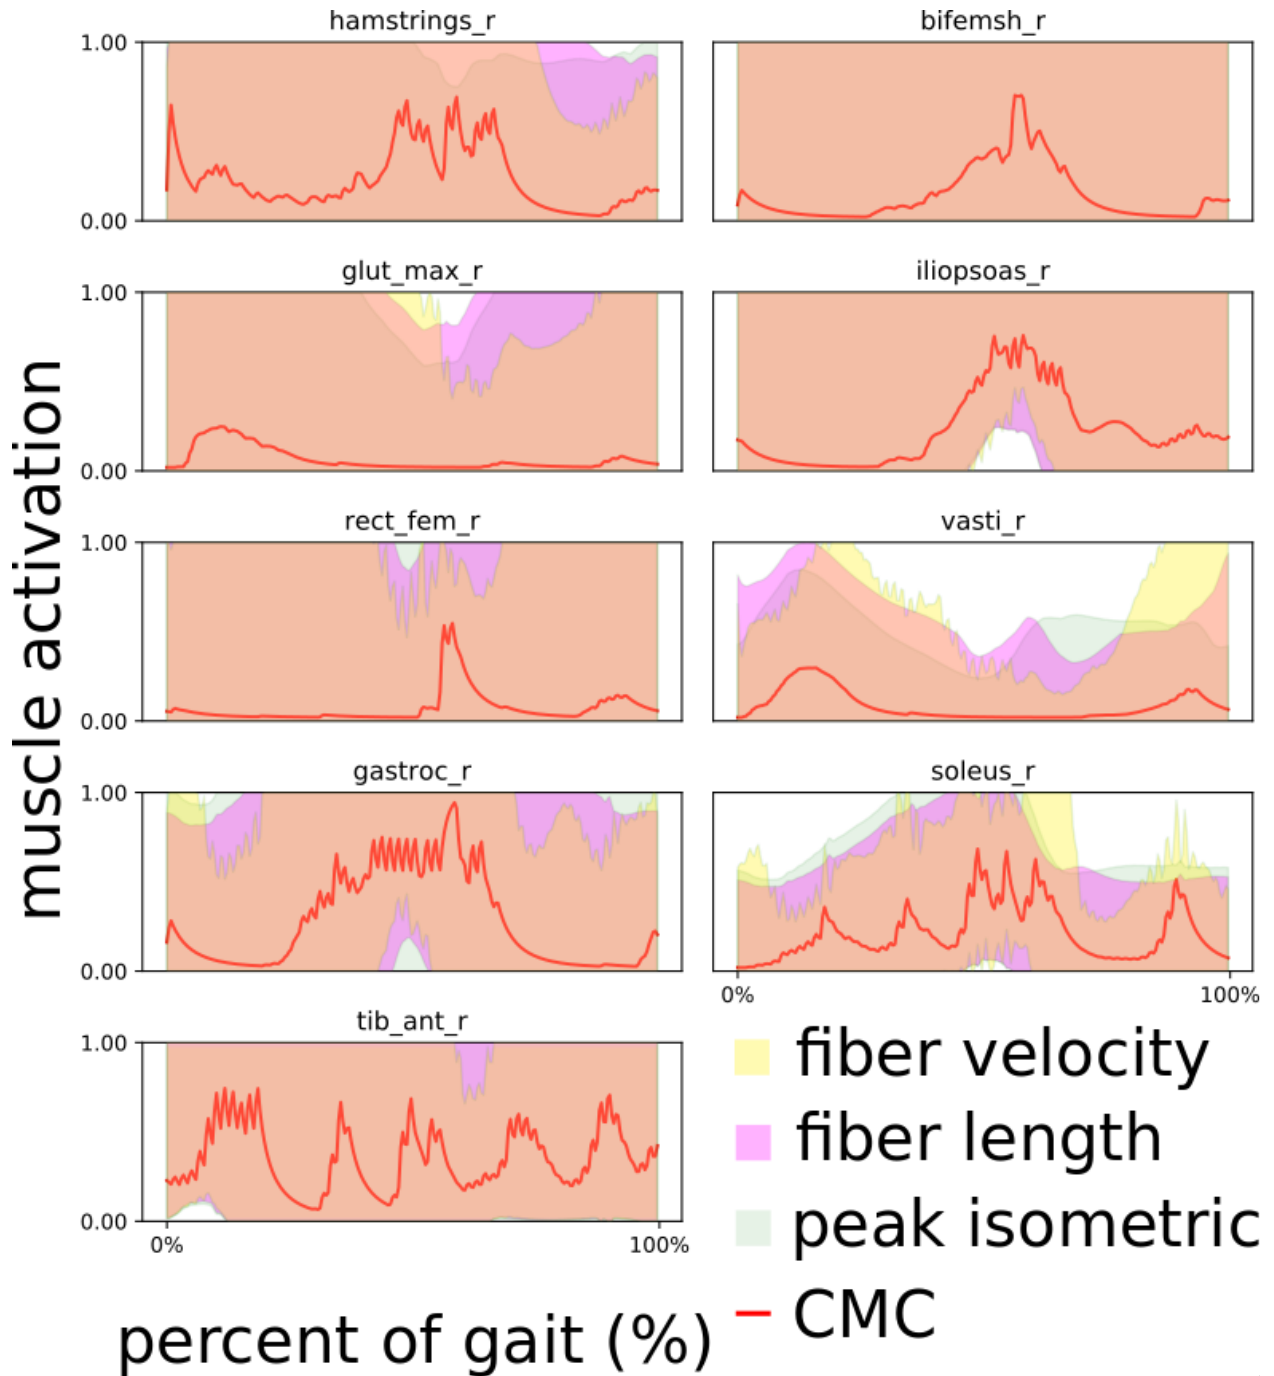 hamstrings_r
bifemsh_r
1.00
0.00
glut_max_r
iliopsoas_r
1.00
0.00
rect_fem_r
vasti_r
1.00
0.00
gastroc_r
soleus_r
1.00
0.00
0%
100%
tib_ant_r
1.00
0.00
0%
100%
muscle activation
percent of gait (%)
fiber velocity
fiber length
peak isometric
CMC